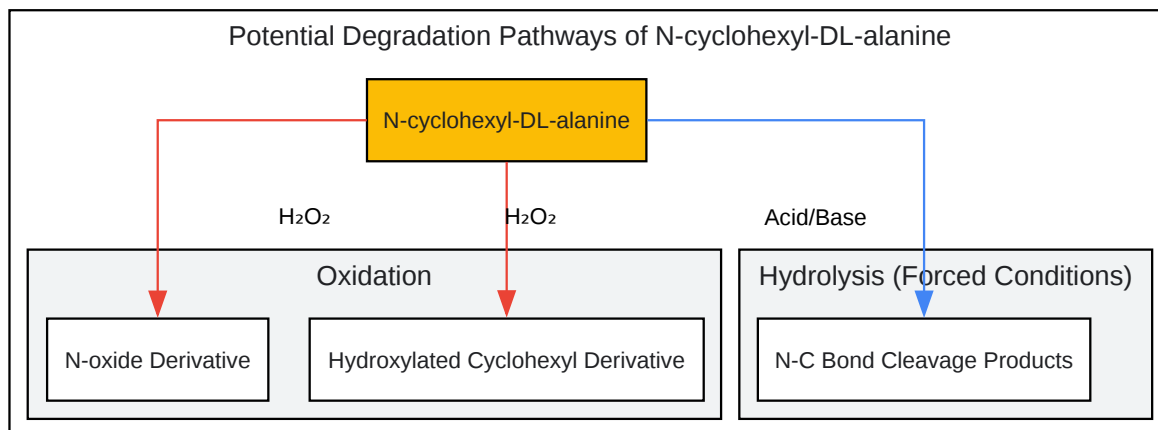 Potential Degradation Pathways of N-cyclohexyl-DL-alanine
N-cyclohexyl-DL-alanine
H₂O₂
H₂O₂
Acid/Base
Oxidation
Hydrolysis (Forced Conditions)
N-oxide Derivative
Hydroxylated Cyclohexyl Derivative
N-C Bond Cleavage Products